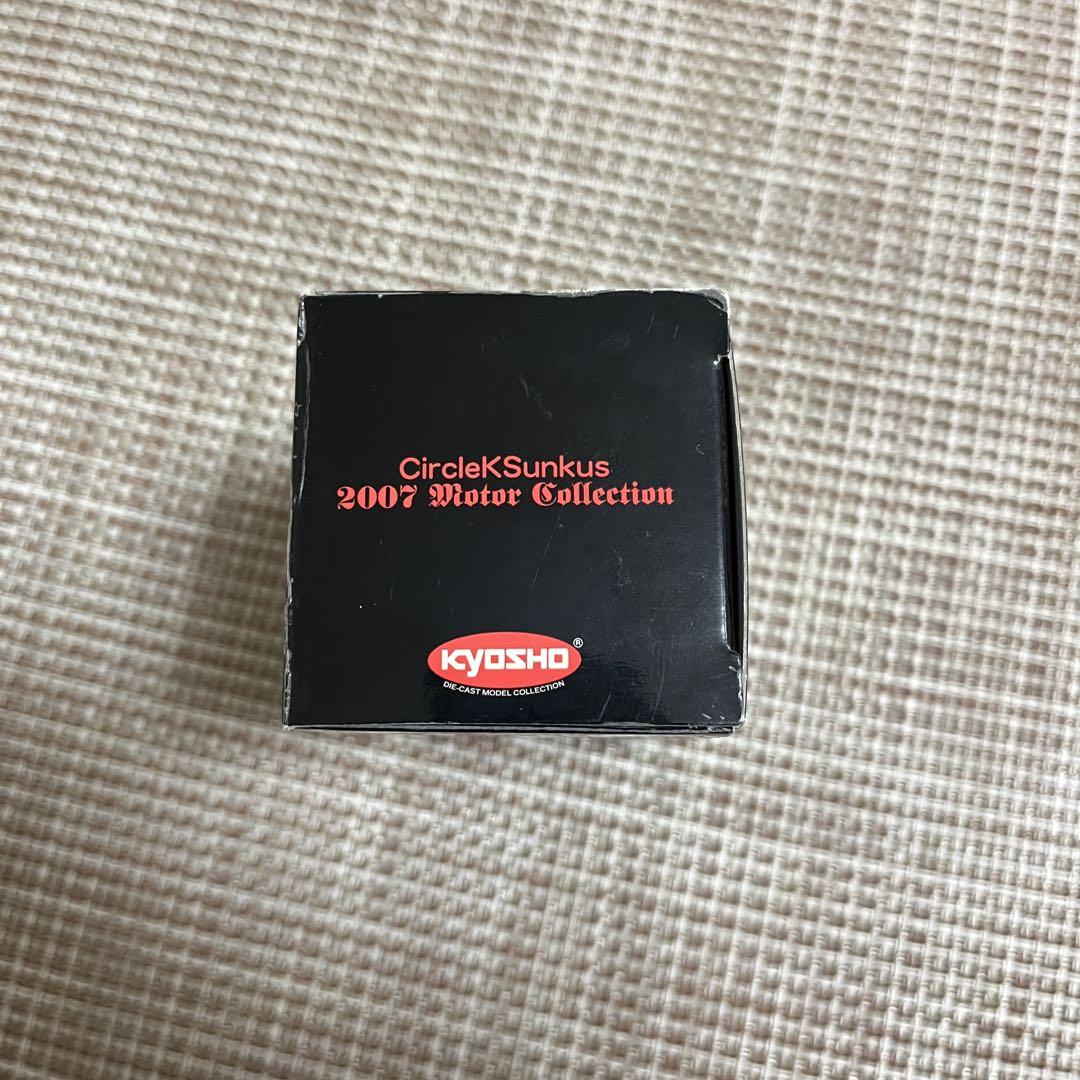 CircleKSunkus
2007 Motor Collection
KYOSHO®
DIE-CAST MODEL COLLECTION